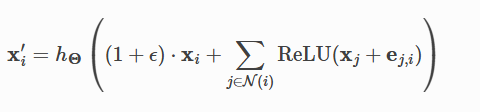 x′ᵢ = h_Θ ( (1 + ϵ) · xᵢ + ∑_{j∈𝒩(i)} ReLU(xⱼ + e_{j,i}) )